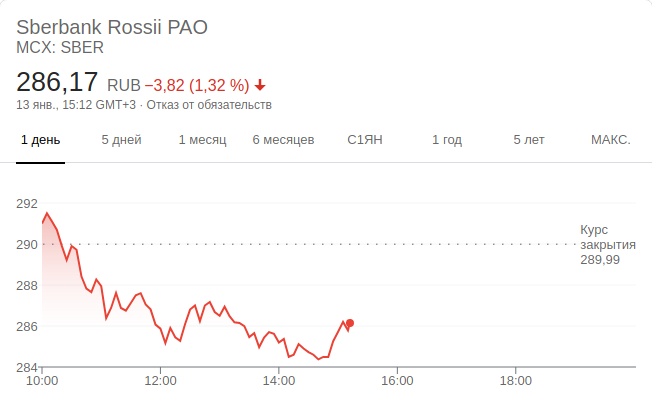 Sberbank Rossii PAO
MCX: SBER
286,17 RUB −3,82 (1,32 %)
13 янв., 15:12 GMT+3 · Отказ от обязательств
1 день 5 дней 1 месяц 6 месяцев С1ЯН 1 год 5 лет МАКС.
292
290
288
286
284
Курс
закрытия
289,99
10:00 12:00 14:00 16:00 18:00